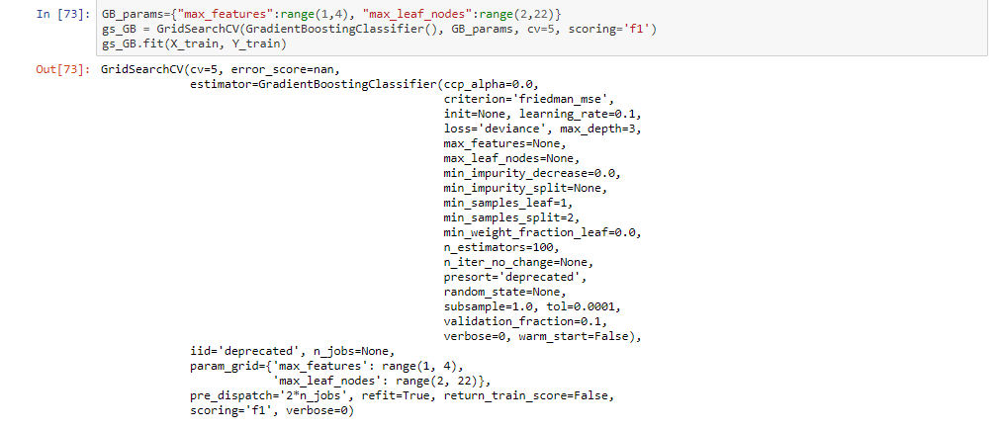 In [73]: GB_params={"max_features":range(1,4), "max_leaf_nodes":range(2,22)}
gs_GB = GridSearchCV(GradientBoostingClassifier(), GB_params, cv=5, scoring='f1')
gs_GB.fit(X_train, Y_train)
Out[73]: GridSearchCV(cv=5, error_score=nan,
estimator=GradientBoostingClassifier(ccp_alpha=0.0,
criterion='friedman_mse',
init=None, learning_rate=0.1,
loss='deviance', max_depth=3,
max_features=None,
max_leaf_nodes=None,
min_impurity_decrease=0.0,
min_impurity_split=None,
min_samples_leaf=1,
min_samples_split=2,
min_weight_fraction_leaf=0.0,
n_estimators=100,
n_iter_no_change=None,
presort='deprecated',
random_state=None,
subsample=1.0, tol=0.0001,
validation_fraction=0.1,
verbose=0, warm_start=False),
iid='deprecated', n_jobs=None,
param_grid={'max_features': range(1, 4),
'max_leaf_nodes': range(2, 22)},
pre_dispatch='2*n_jobs', refit=True, return_train_score=False,
scoring='f1', verbose=0)